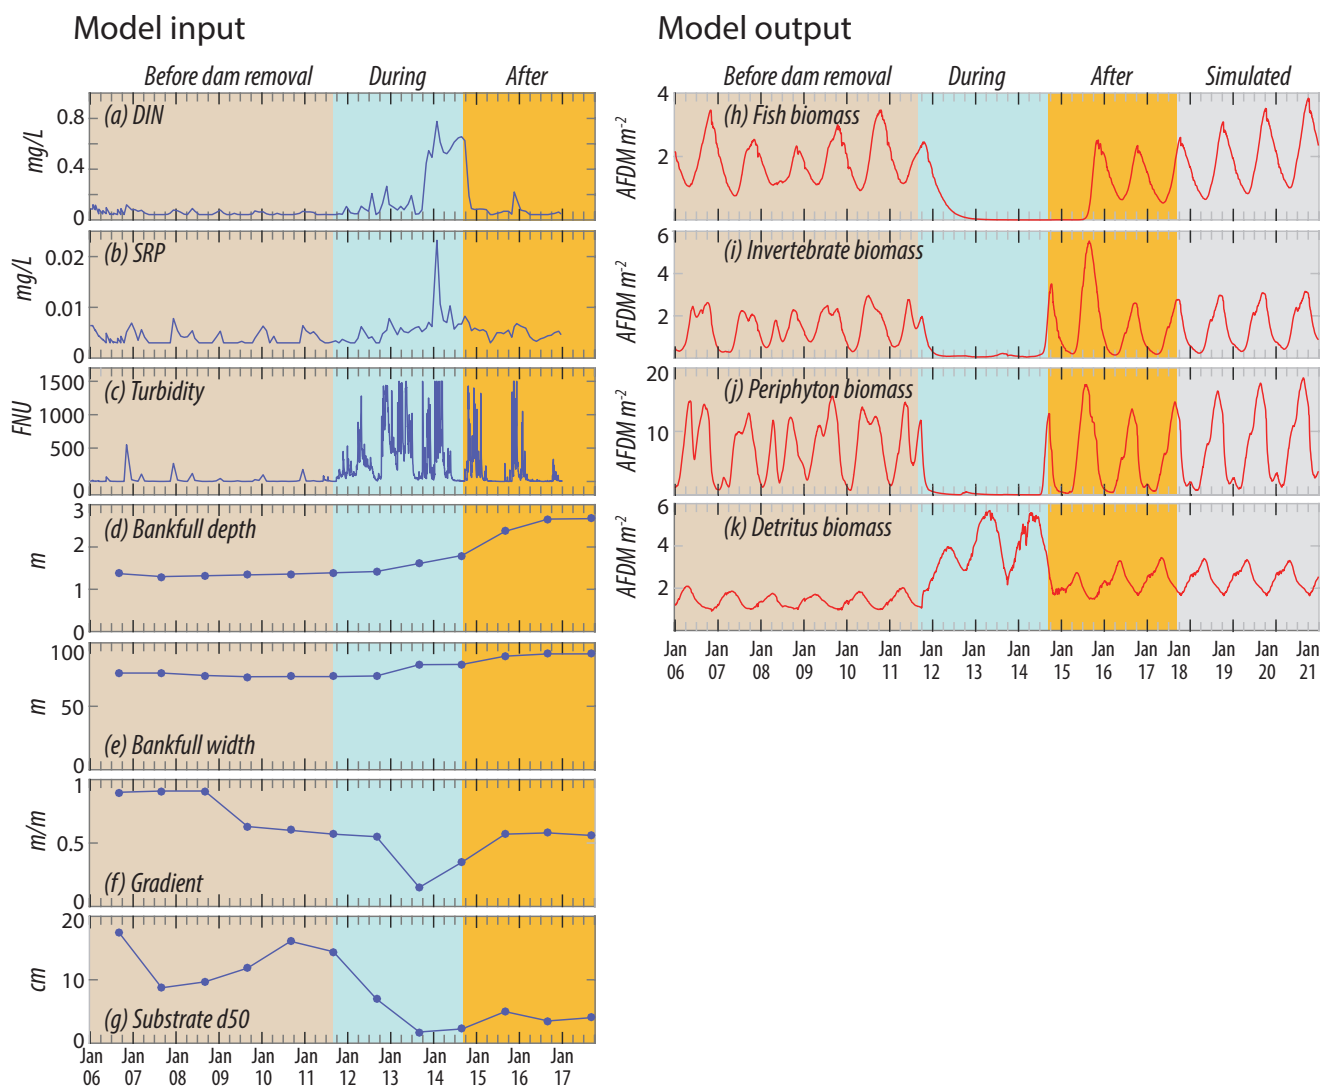 Model input
Before dam removal During After
(a) DIN
mg/L
0.8
0.4
0
(b) SRP
mg/L
0.02
0.01
0
(c) Turbidity
FNU
1500
1000
500
0
(d) Bankfull depth
m
3
2
1
0
(e) Bankfull width
m
100
50
0
(f) Gradient
m/m
1
0.5
0
(g) Substrate d50
cm
20
10
0
Jan Jan Jan Jan Jan Jan Jan Jan Jan Jan Jan Jan
06 07 08 09 10 11 12 13 14 15 16 17
Model output
Before dam removal During After Simulated
(h) Fish biomass
AFDM m-2
4
2
(i) Invertebrate biomass
AFDM m-2
6
4
2
(j) Periphyton biomass
AFDM m-2
20
10
(k) Detritus biomass
AFDM m-2
6
4
2
Jan Jan Jan Jan Jan Jan Jan Jan Jan Jan Jan Jan Jan Jan Jan Jan
06 07 08 09 10 11 12 13 14 15 16 17 18 19 20 21